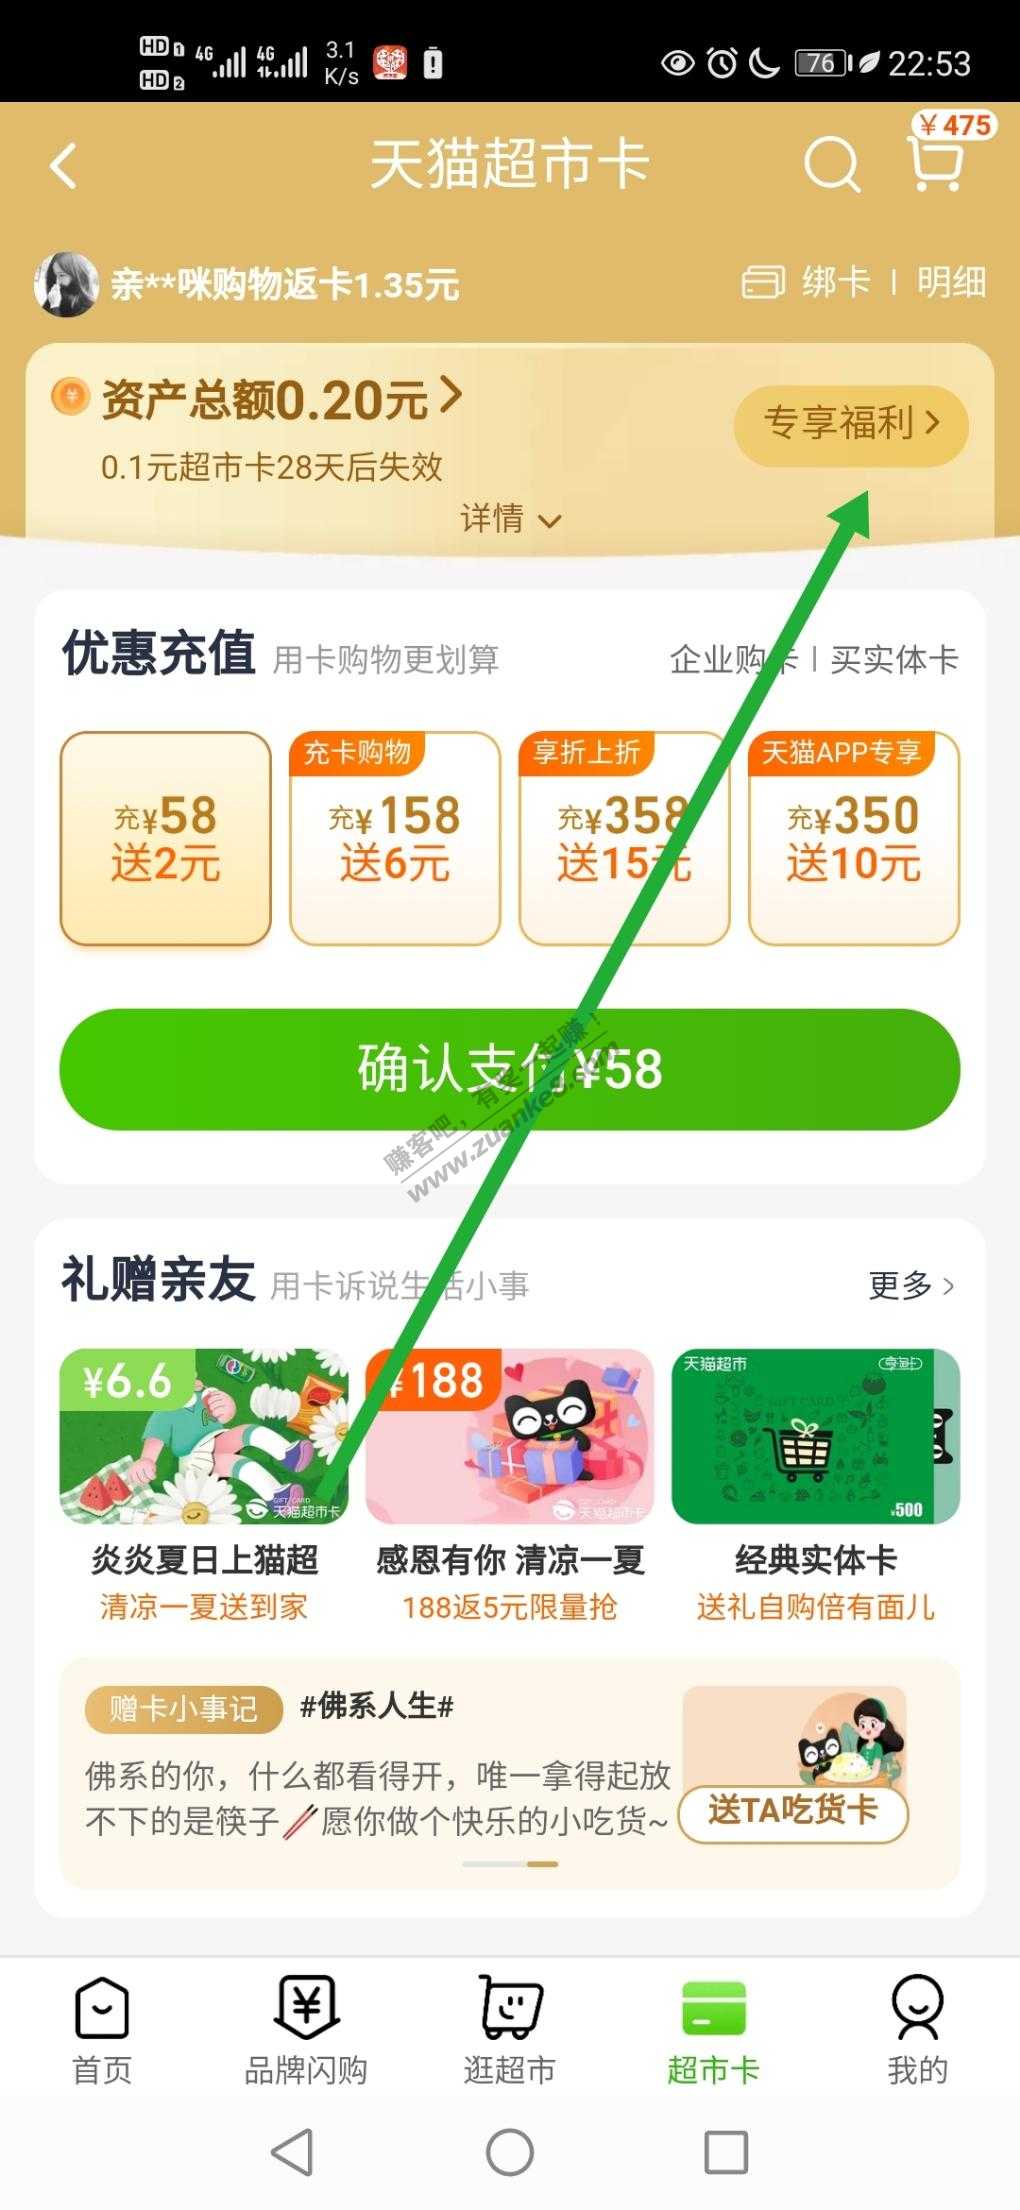 HD 1 4G 4G 3.1 76 22:53
HD 2 K/s
¥475
天猫超市卡
亲**咪购物返卡1.35元 绑卡 | 明细
资产总额0.20元
专享福利
0.1元超市卡28天后失效
详情
优惠充值 用卡购物更划算 企业购卡 | 买实体卡
充卡购物 享折上折 天猫APP专享
充¥58 充¥158 充¥358 充¥350
送2元 送6元 送15元 送10元
确认支付¥58
赚客吧,有奖一起赚!
www.zuankes.com
礼赠亲友 用卡诉说生活小事 更多
¥6.6 ¥188 天猫超市 享淘卡
GIFT CARD
天猫超市卡 天猫超市卡 ¥500
炎炎夏日上猫超 感恩有你 清凉一夏 经典实体卡
清凉一夏送到家 188返5元限量抢 送礼自购倍有面儿
赠卡小事记 #佛系人生#
佛系的你，什么都看得开，唯一拿得起放
不下的是筷子🥢愿你做个快乐的小吃货~
送TA吃货卡
首页 品牌闪购 逛超市 超市卡 我的